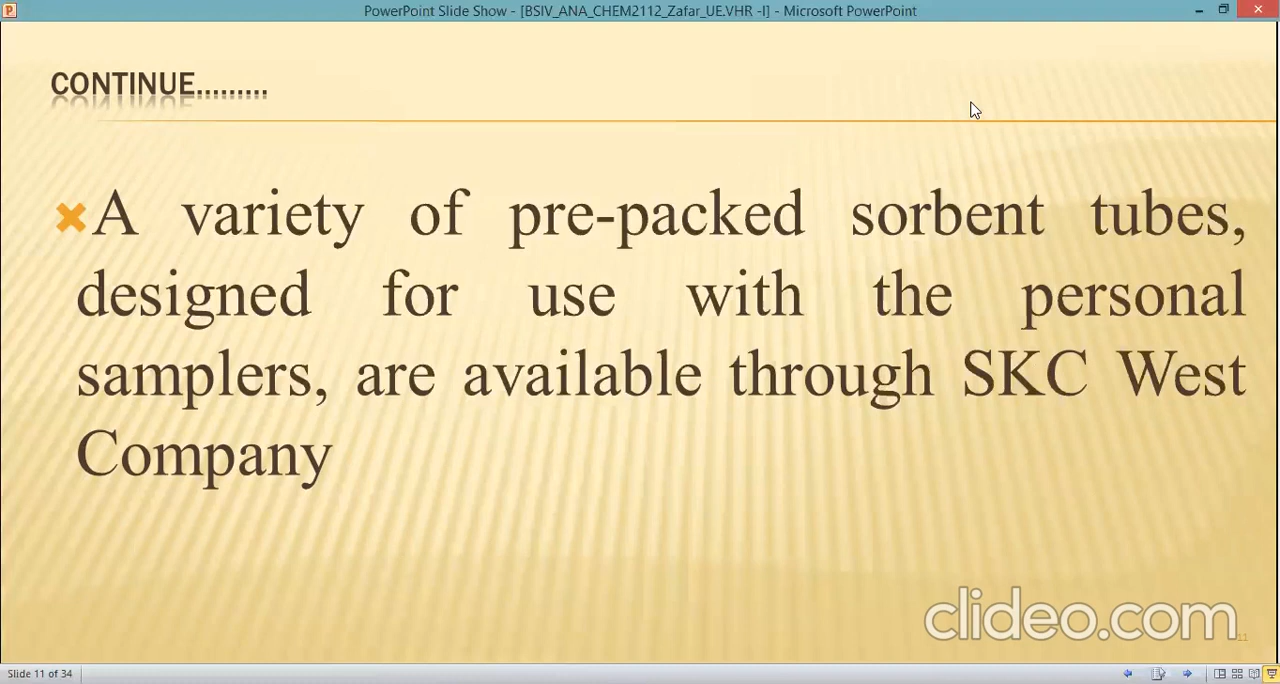 PowerPoint Slide Show - [BSIV_ANA_CHEM2112_Zafar_UE.VHR -I] - Microsoft PowerPoint
CONTINUE.........
A variety of pre-packed sorbent tubes,
designed for use with the personal
samplers, are available through SKC West
Company
clideo.com
11
Slide 11 of 34